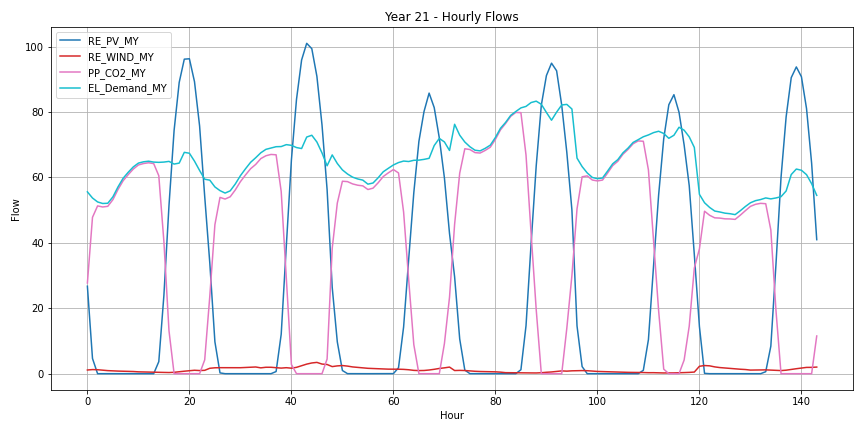 Year 21 - Hourly Flows
RE_PV_MY
RE_WIND_MY
PP_CO2_MY
EL_Demand_MY
Flow
100
80
60
40
20
0
0 20 40 60 80 100 120 140
Hour